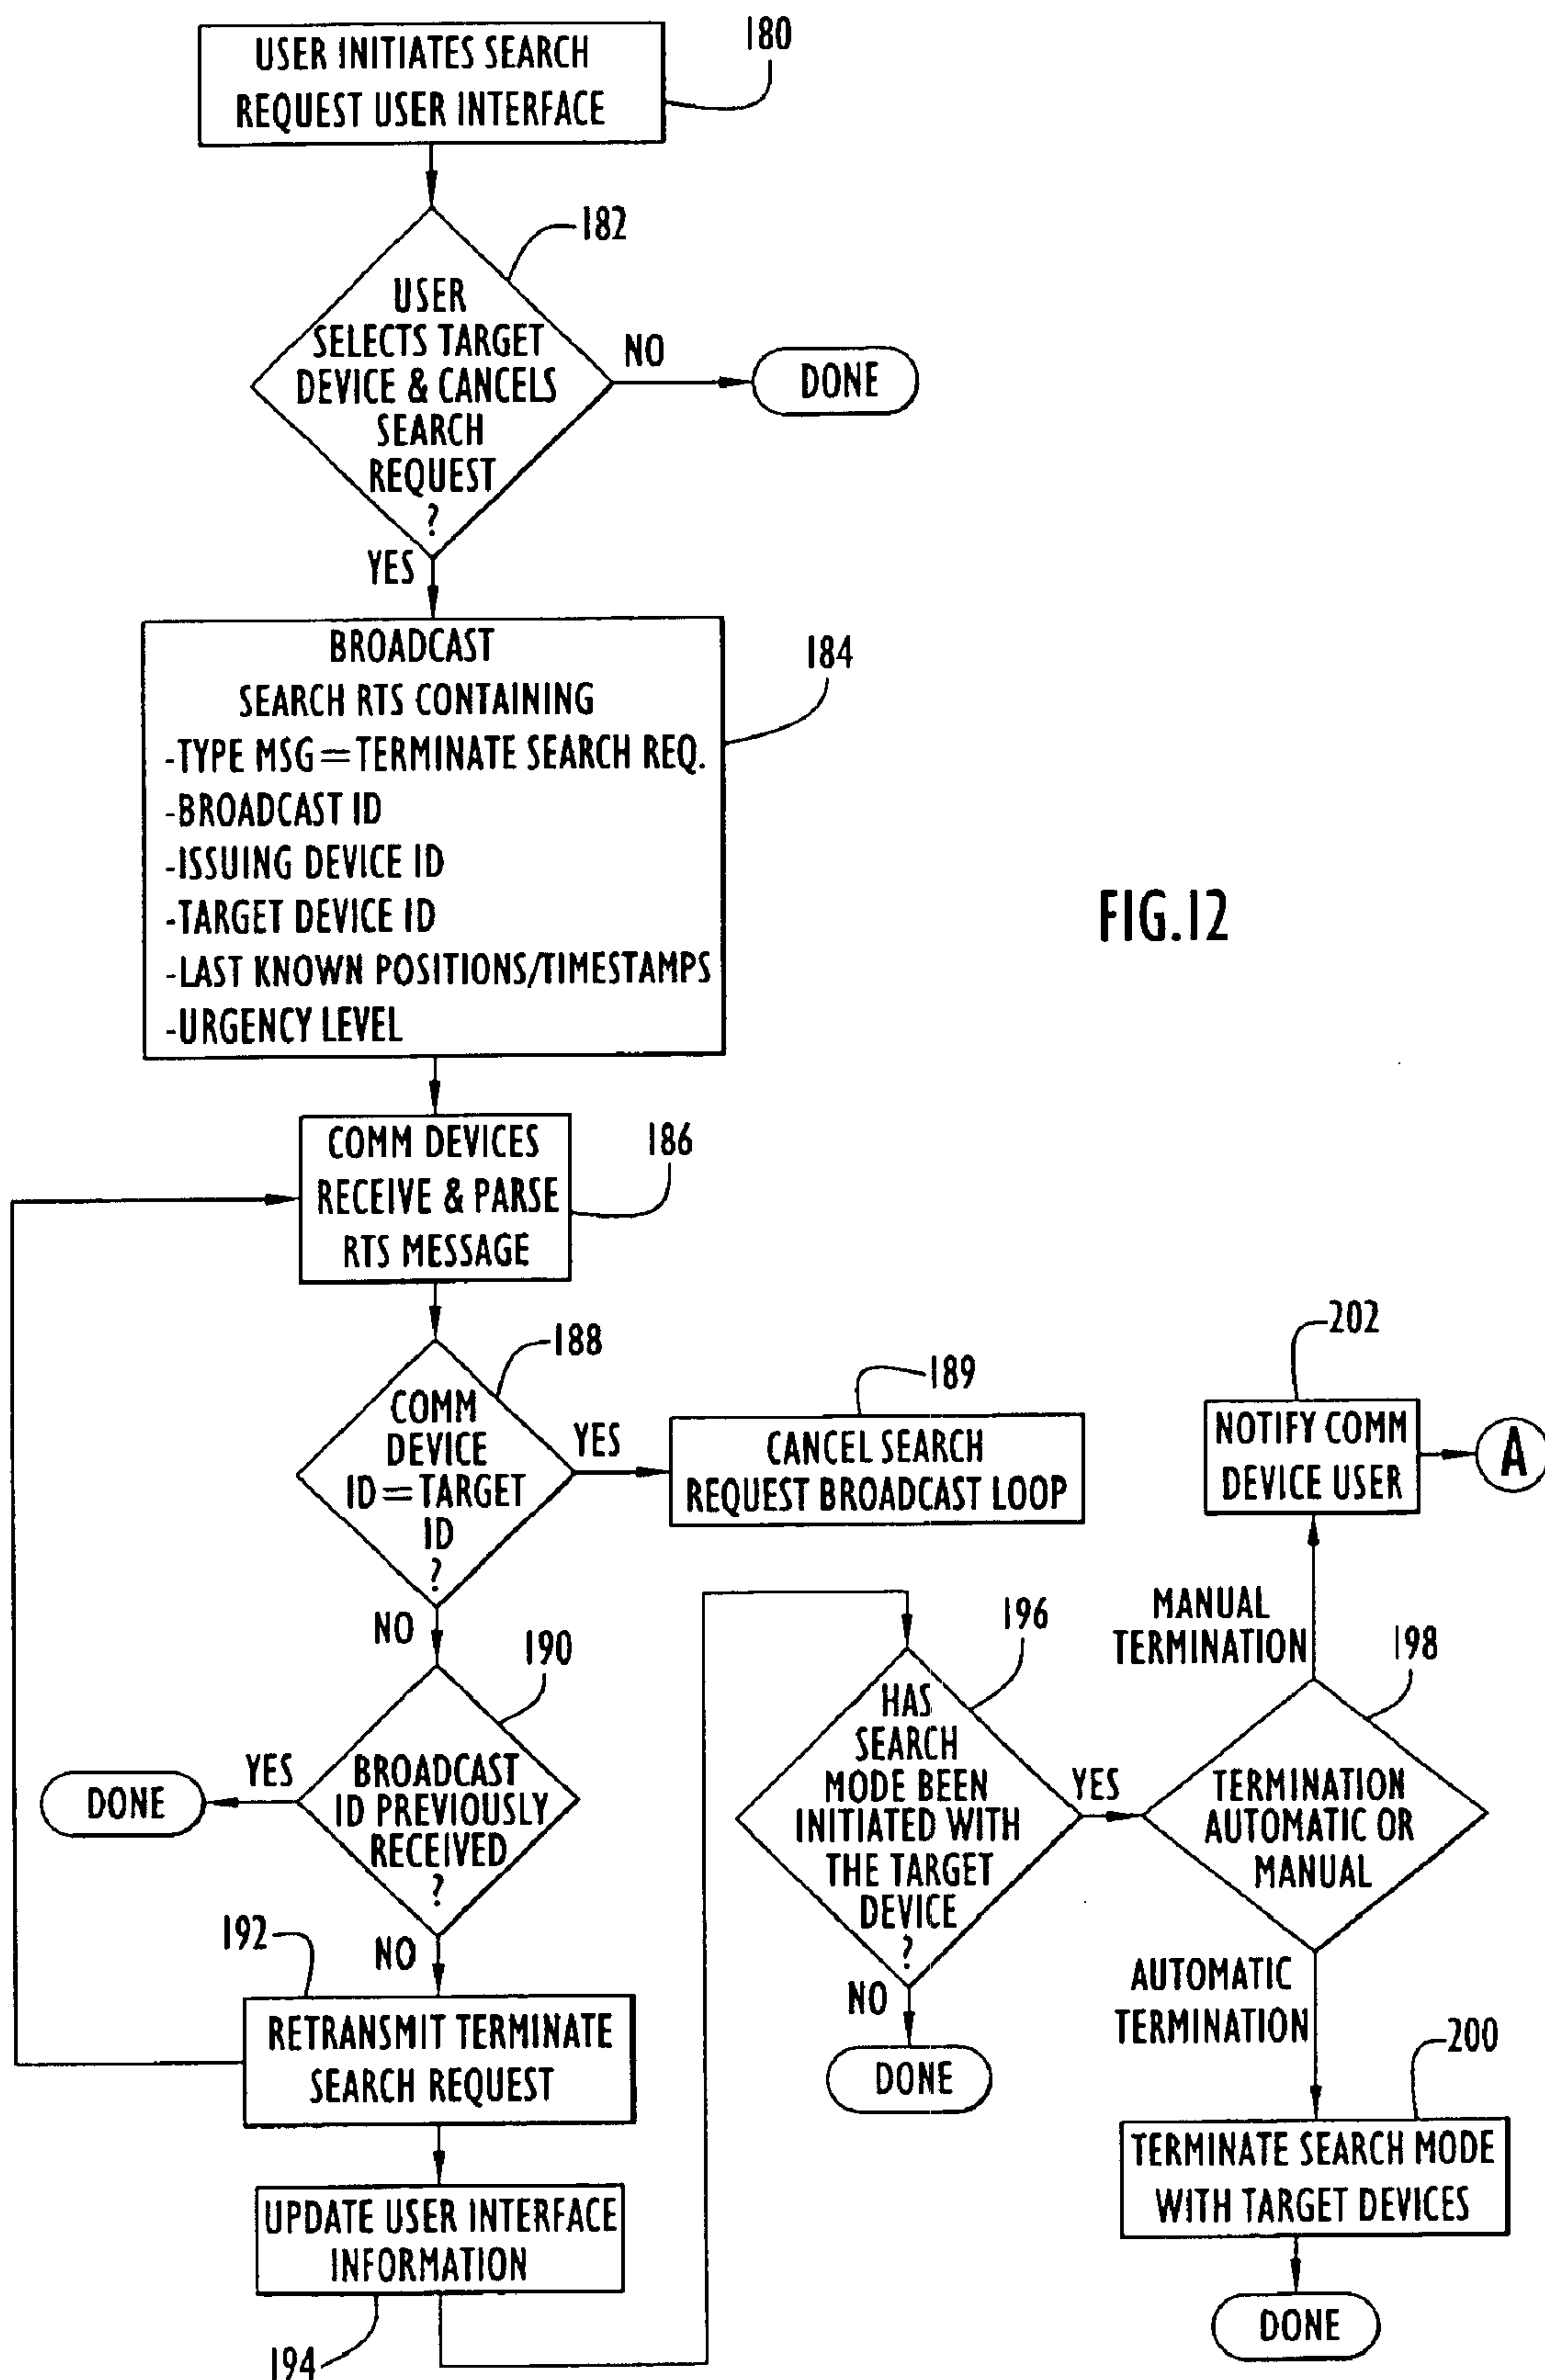 180
USER INITIATES SEARCH
REQUEST USER INTERFACE
182
USER
SELECTS TARGET
DEVICE & CANCELS
SEARCH
REQUEST
?
NO
DONE
YES
184
BROADCAST
SEARCH RTS CONTAINING
-TYPE MSG=TERMINATE SEARCH REQ.
-BROADCAST ID
-ISSUING DEVICE ID
-TARGET DEVICE ID
-LAST KNOWN POSITIONS/TIMESTAMPS
-URGENCY LEVEL
FIG.12
186
COMM DEVICES
RECEIVE & PARSE
RTS MESSAGE
188
COMM
DEVICE
ID=TARGET
ID
?
YES
189
CANCEL SEARCH
REQUEST BROADCAST LOOP
NO
190
BROADCAST
ID PREVIOUSLY
RECEIVED
?
YES
DONE
NO
192
RETRANSMIT TERMINATE
SEARCH REQUEST
UPDATE USER INTERFACE
INFORMATION
194
196
HAS
SEARCH
MODE BEEN
INITIATED WITH
THE TARGET
DEVICE
?
NO
DONE
YES
198
TERMINATION
AUTOMATIC OR
MANUAL
MANUAL
TERMINATION
202
NOTIFY COMM
DEVICE USER
A
AUTOMATIC
TERMINATION
200
TERMINATE SEARCH MODE
WITH TARGET DEVICES
DONE